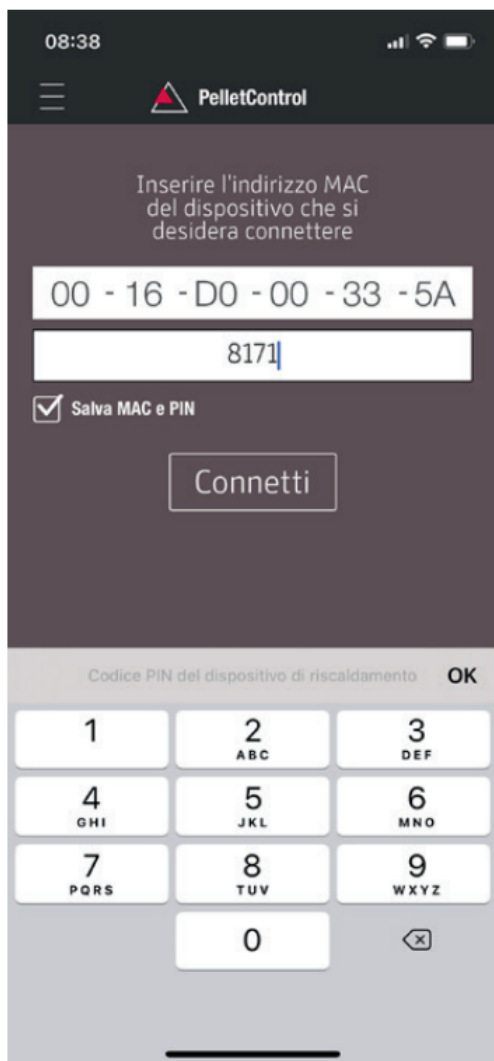 08:38
PelletControl
Inserire l'indirizzo MAC
del dispositivo che si
desidera connettere
00 - 16 - D0 - 00 - 33 - 5A
8171
Salva MAC e PIN
Connetti
Codice PIN del dispositivo di riscaldamento OK
1 2 3
ABC DEF
4 5 6
GHI JKL MNO
7 8 9
PQRS TUV WXYZ
0